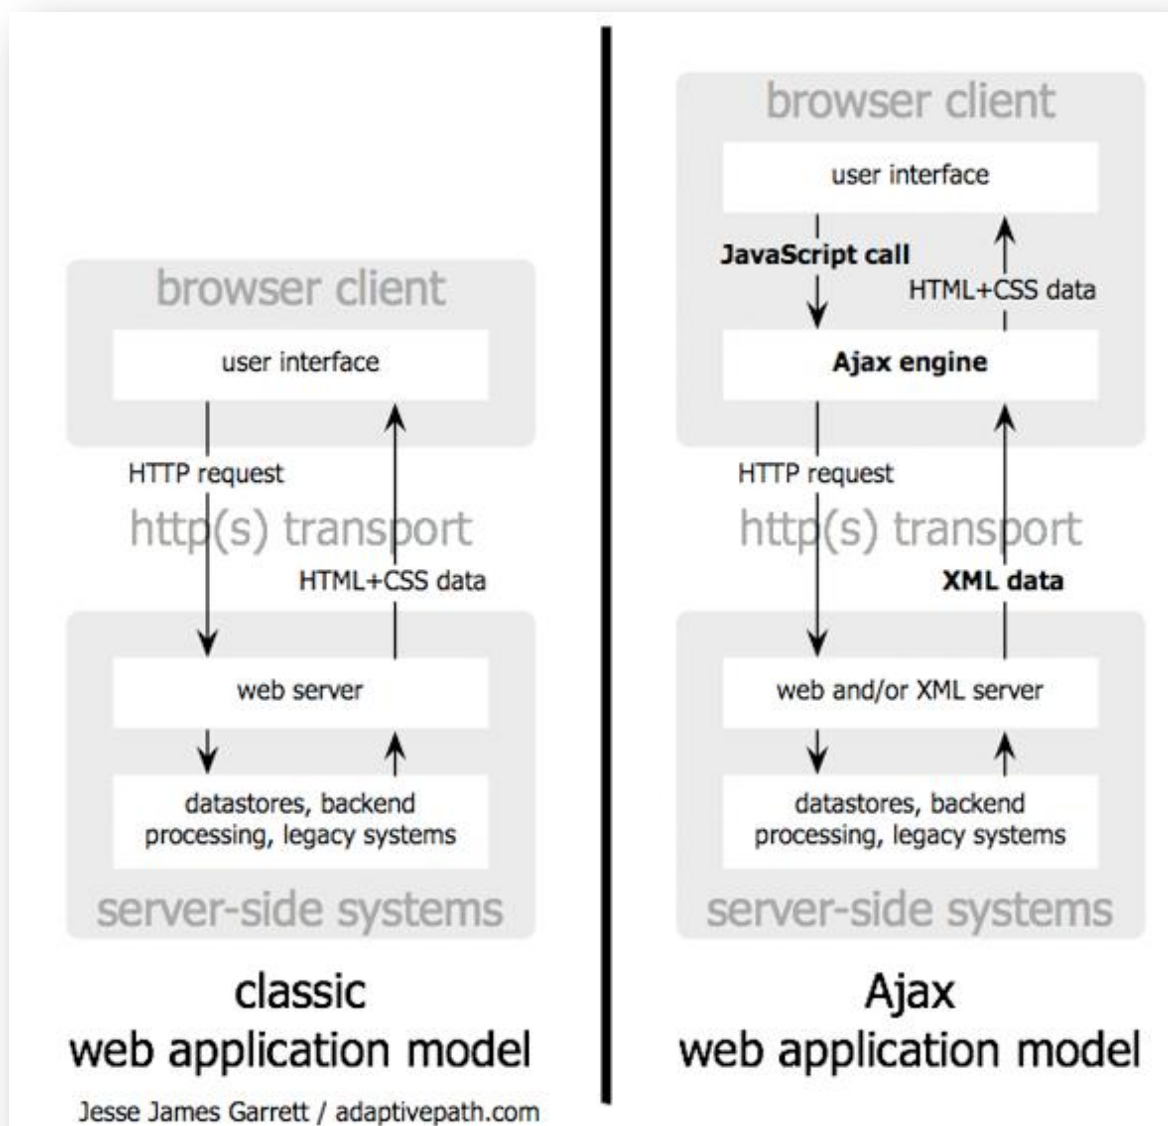 browser client
user interface
HTTP request
http(s) transport
HTML+CSS data
web server
datastores, backend
processing, legacy systems
server-side systems
classic
web application model
Jesse James Garrett / adaptivepath.com
browser client
user interface
JavaScript call
HTML+CSS data
Ajax engine
HTTP request
http(s) transport
XML data
web and/or XML server
datastores, backend
processing, legacy systems
server-side systems
Ajax
web application model